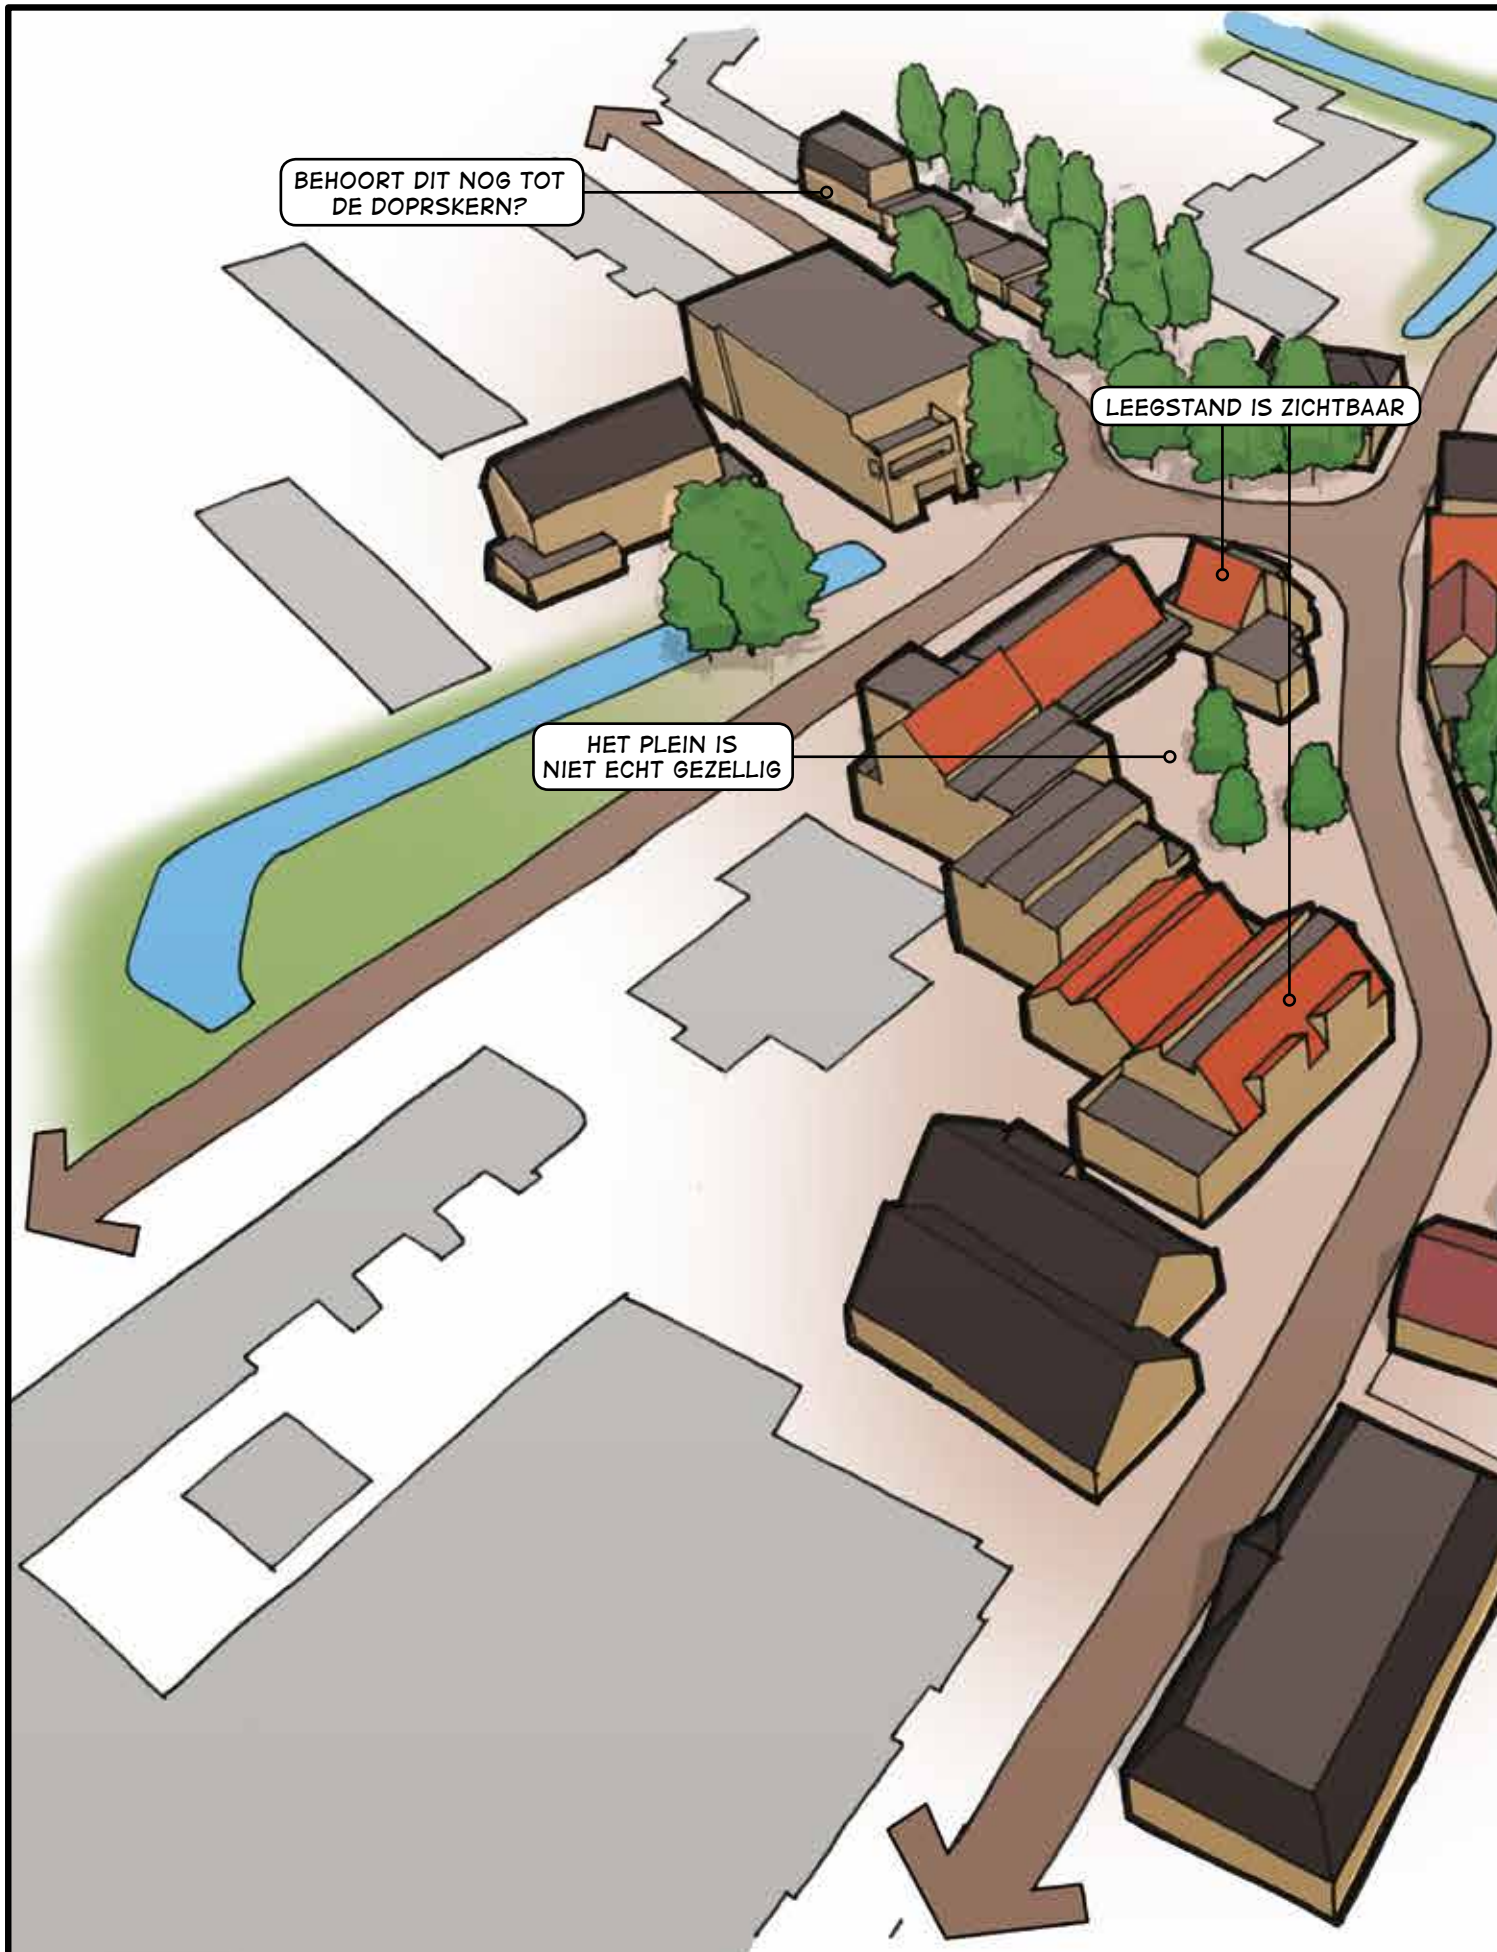 BEHOORT DIT NOG TOT
DE DOPRSKERN?
LEEGSTAND IS ZICHTBAAR
HET PLEIN IS
NIET ECHT GEZELLIG